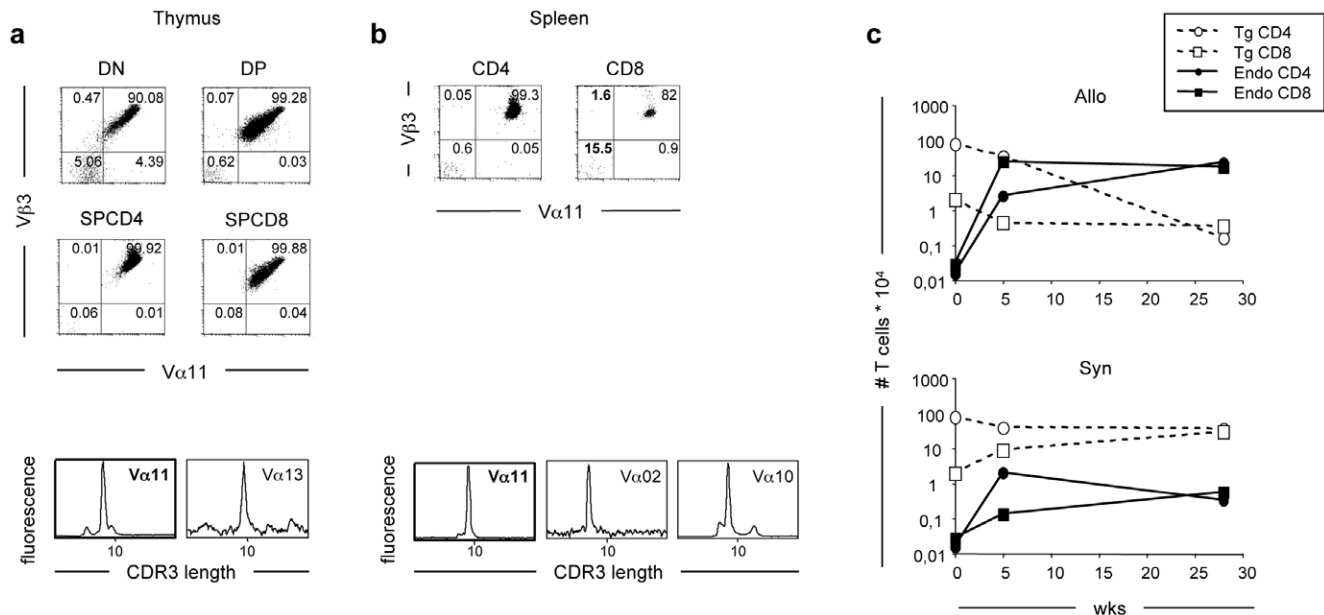 a
Thymus
DN
DP
0.47
90.08
5.06
4.39
0.07
99.28
0.62
0.03
SPCD4
SPCD8
0.01
99.92
0.06
0.01
0.01
99.88
0.08
0.04
Vβ3
Vα11
fluorescence
Vα11
Vα13
10
10
CDR3 length
b
Spleen
CD4
CD8
0.05
99.3
0.6
0.05
1.6
82
15.5
0.9
Vβ3
Vα11
fluorescence
Vα11
Vα02
Vα10
10
10
10
CDR3 length
c
Tg CD4
Tg CD8
Endo CD4
Endo CD8
Allo
1000
100
10
1
0,1
0,01
0 5 10 15 20 25 30
# T cells * 10⁴
Syn
1000
100
10
1
0,1
0,01
0 5 10 15 20 25 30
wks